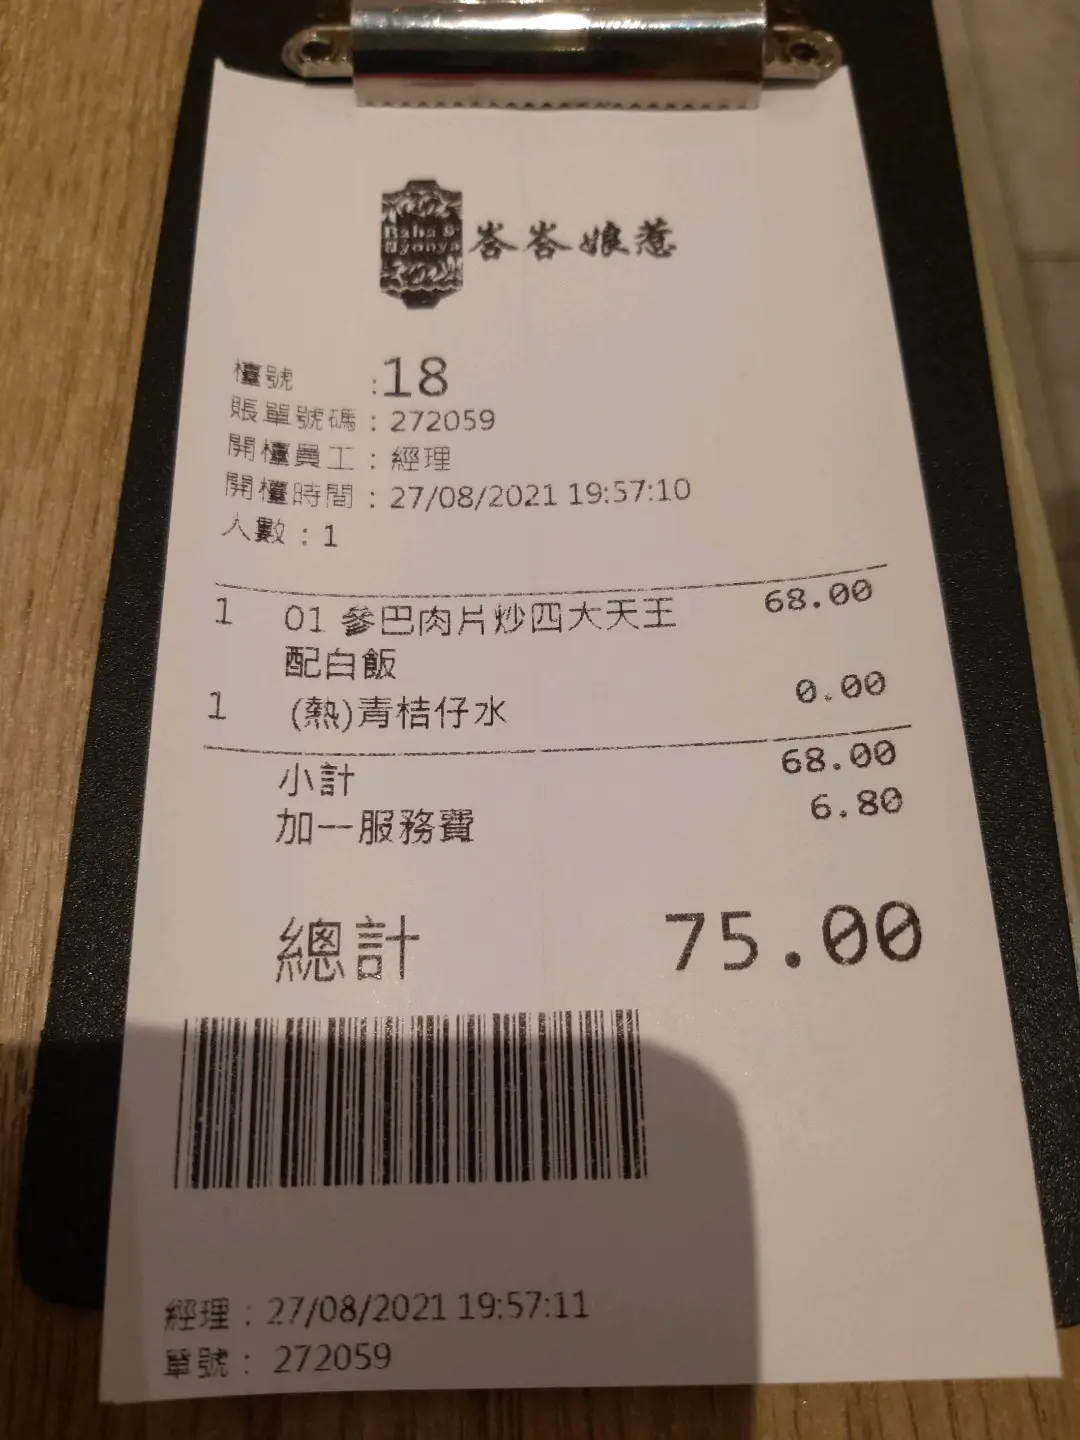 Baba &
Nyonya
峇峇娘惹
檯號 :18
賬單號碼 : 272059
開檯員工 : 經理
開檯時間 : 27/08/2021 19:57:10
人數 : 1
1 01 參巴肉片炒四大天王 68.00
配白飯
1 (熱)青桔仔水 0.00
小計 68.00
加一服務費 6.80
總計 75.00
經理 : 27/08/2021 19:57:11
單號 : 272059